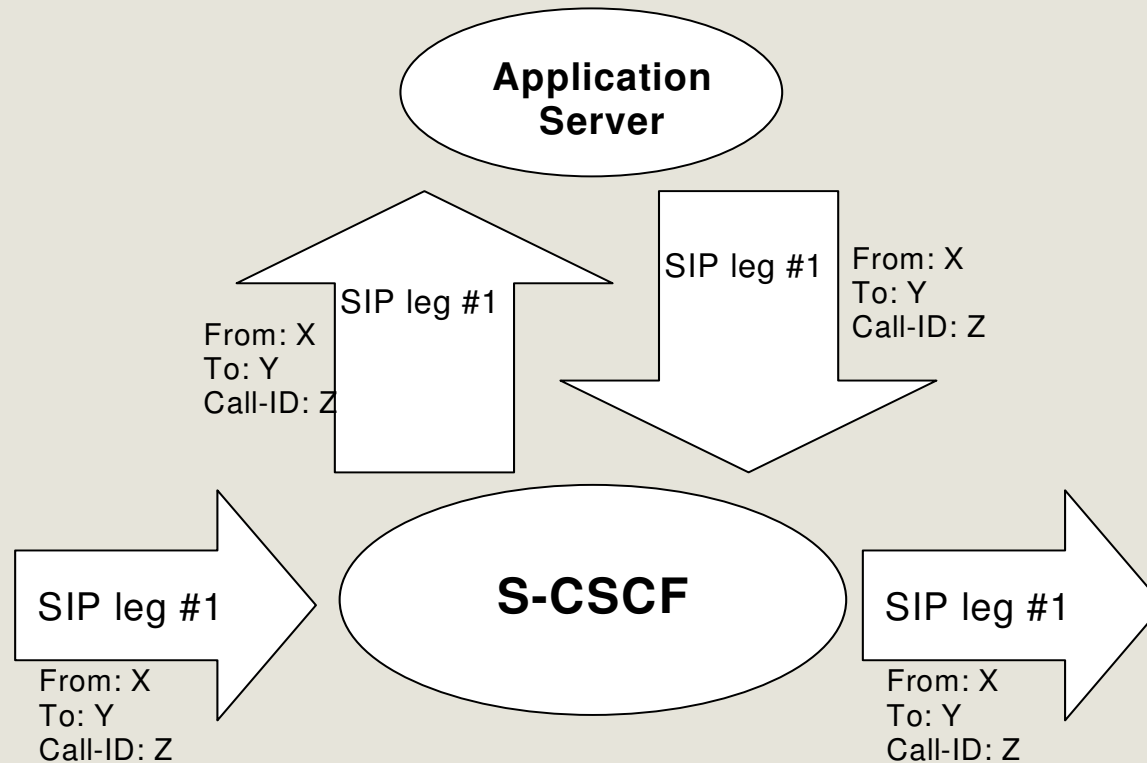 Application
Server
SIP leg #1
From: X
To: Y
Call-ID: Z
SIP leg #1
From: X
To: Y
Call-ID: Z
SIP leg #1
From: X
To: Y
Call-ID: Z
S-CSCF
SIP leg #1
From: X
To: Y
Call-ID: Z